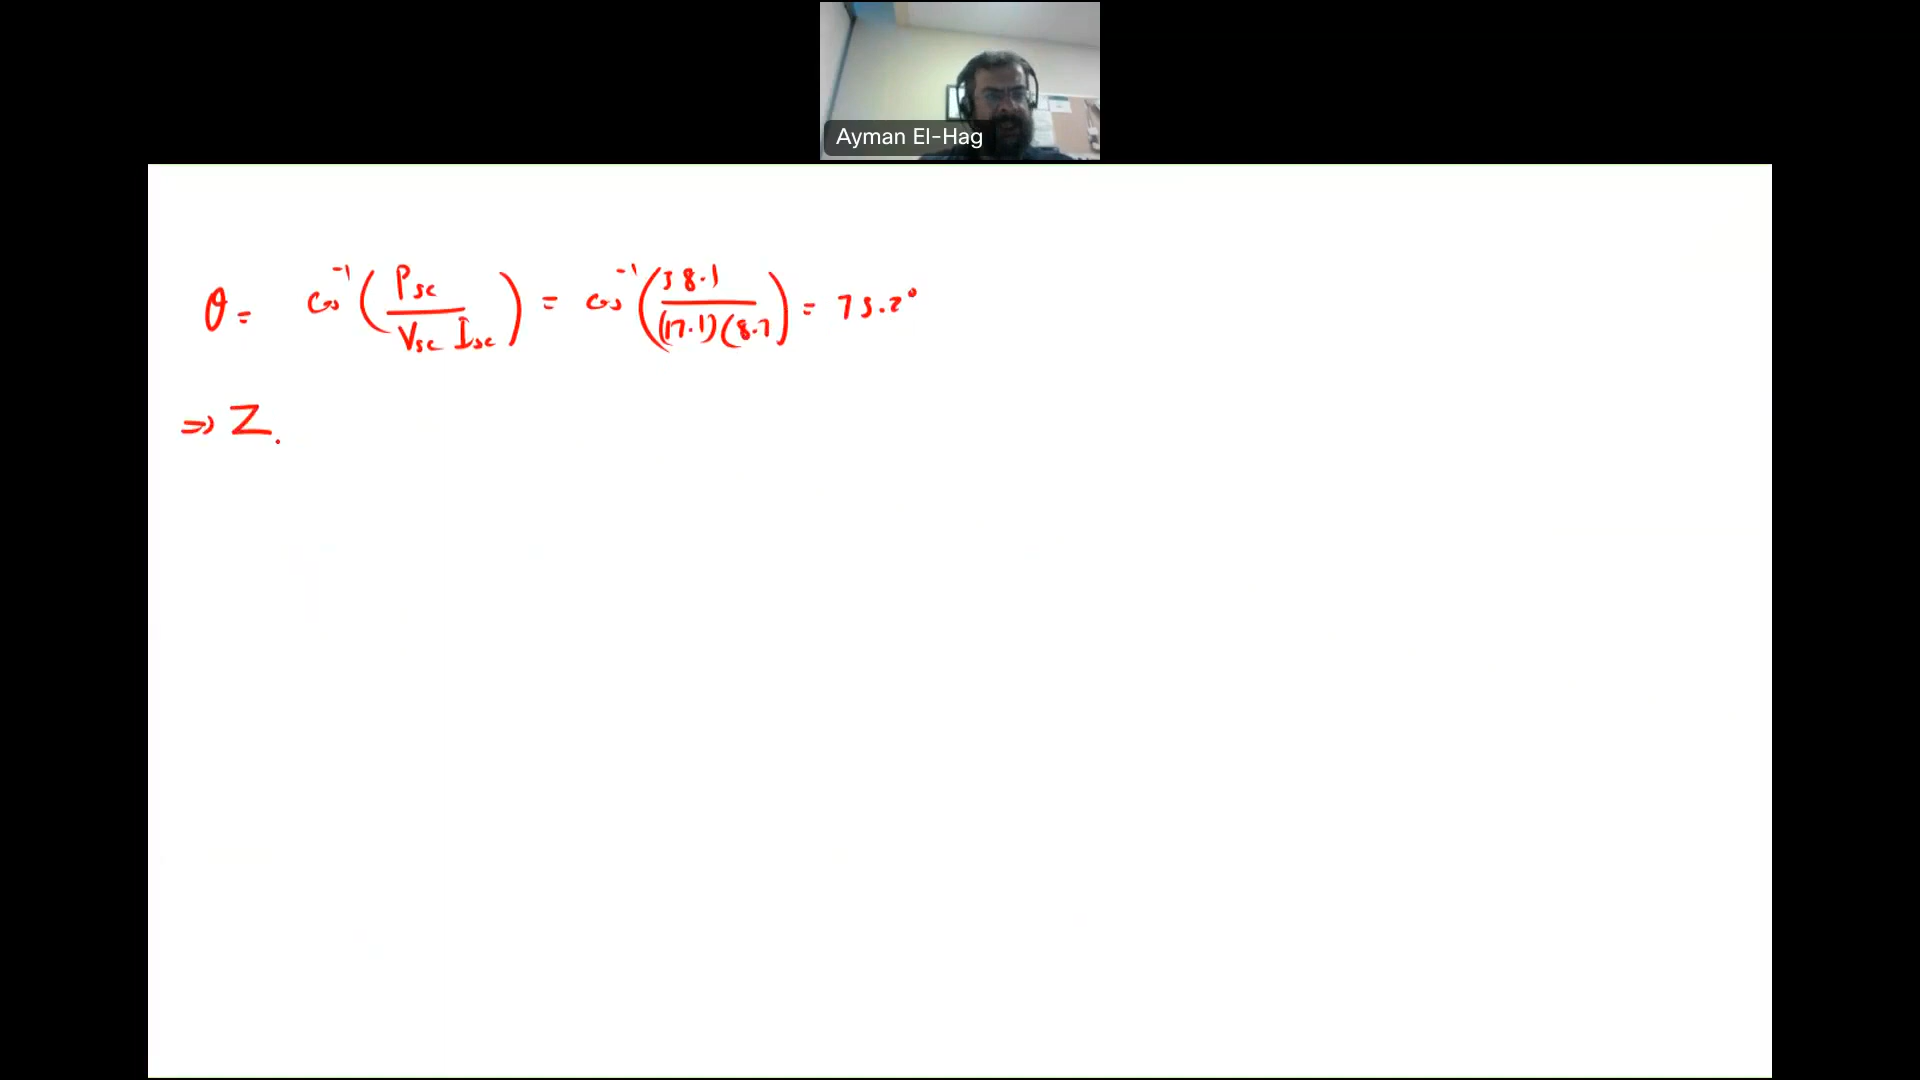 Ayman El-Hag
θ = cos⁻¹ (Psc / Vsc Isc) = cos⁻¹ (38.1 / (17.1)(8.7) = 75.2°
⇒ Z